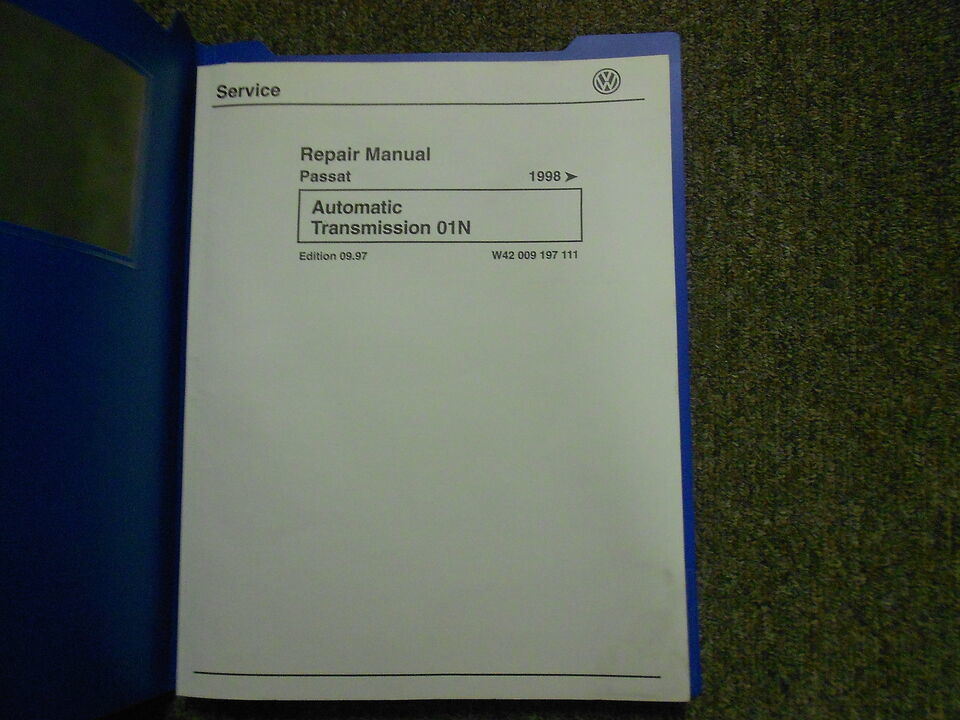 Service
Repair Manual
Passat 1998 ➤
Automatic
Transmission 01N
Edition 09.97 W42 009 197 111